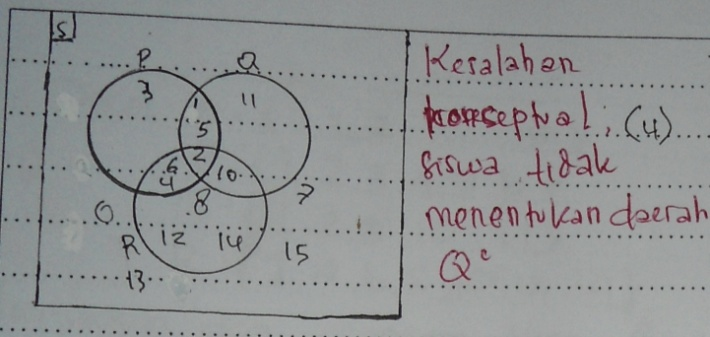 S
P Q
3 1 11
5
2
6 10
4
8 7
0
R 12 14 15
13
Kesalahan
konseptual, (4)
siswa tidak
menentukan daerah
Qᶜ